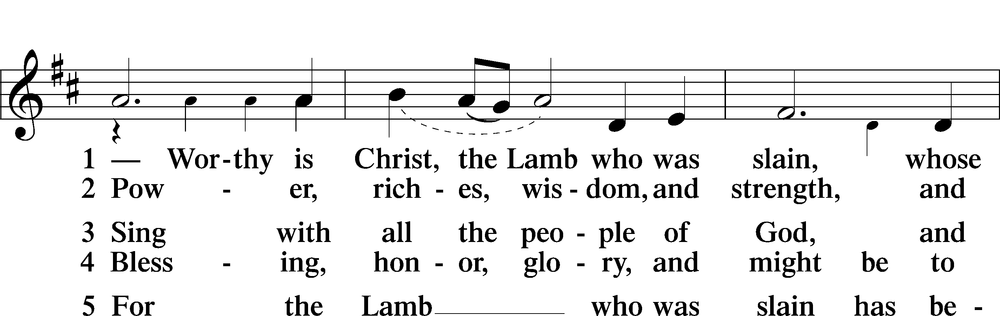 1 — Wor - thy is Christ, the Lamb who was slain, whose
2 Pow - er, rich - es, wis - dom, and strength, and
3 Sing with all the peo - ple of God, and
4 Bless - ing, hon - or, glo - ry, and might be to
5 For the Lamb who was slain has be -